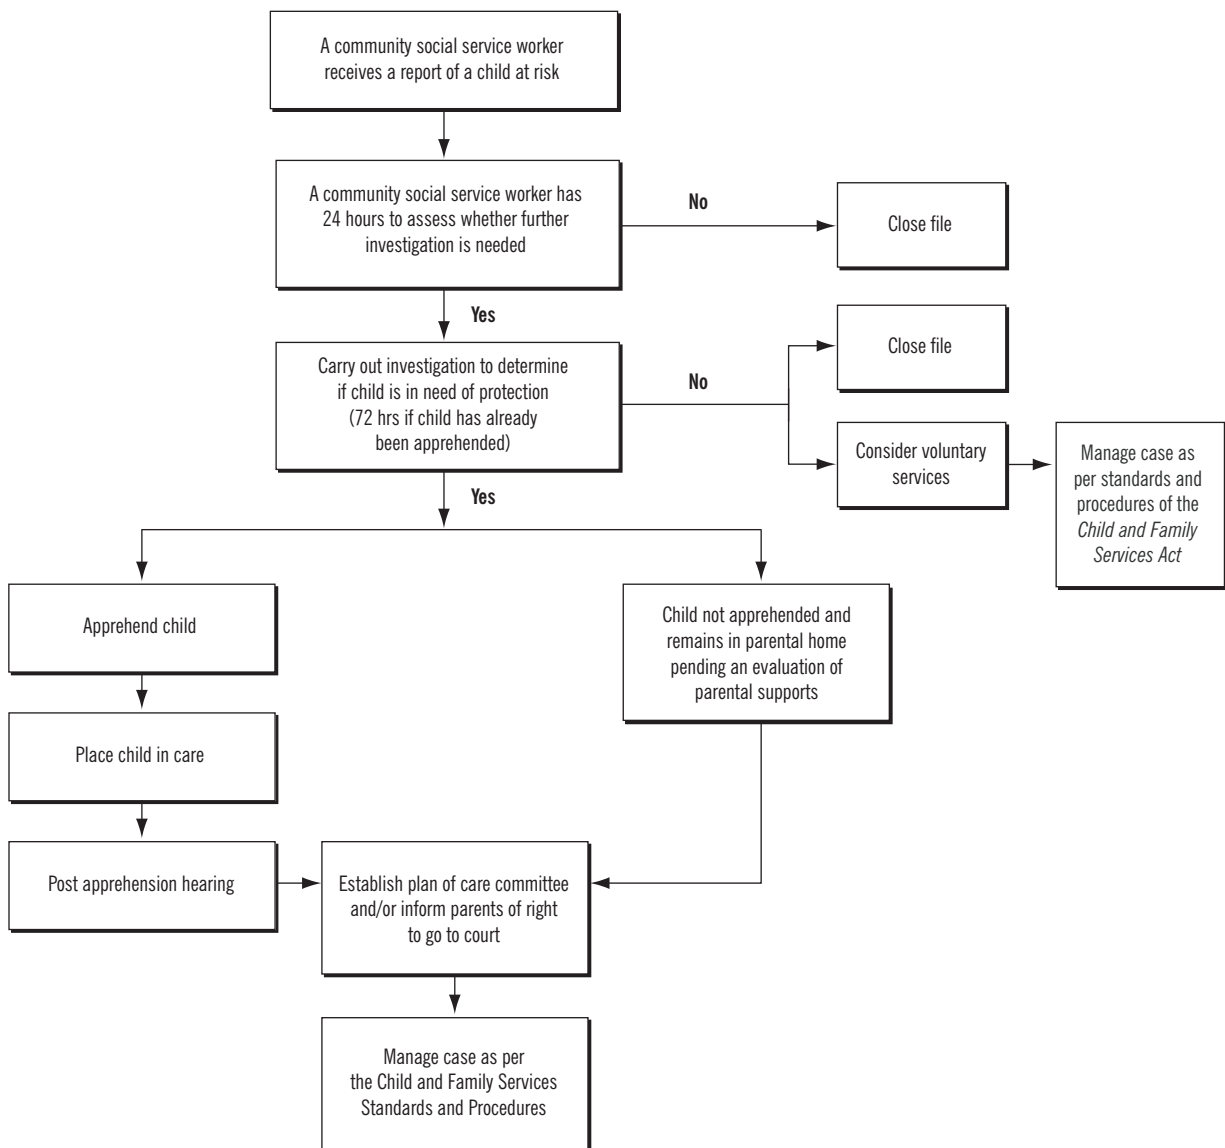 A community social service worker
receives a report of a child at risk
A community social service worker has
24 hours to assess whether further
investigation is needed
No
Close file
Yes
Carry out investigation to determine
if child is in need of protection
(72 hrs if child has already
been apprehended)
No
Close file
Consider voluntary
services
Manage case as
per standards and
procedures of the
Child and Family
Services Act
Yes
Apprehend child
Child not apprehended and
remains in parental home
pending an evaluation of
parental supports
Place child in care
Post apprehension hearing
Establish plan of care committee
and/or inform parents of right
to go to court
Manage case as per
the Child and Family Services
Standards and Procedures